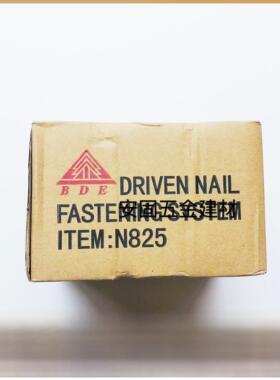 BDE
DRIVEN NAIL
FASTENING SYSTEM
安固五金建材
ITEM:N825